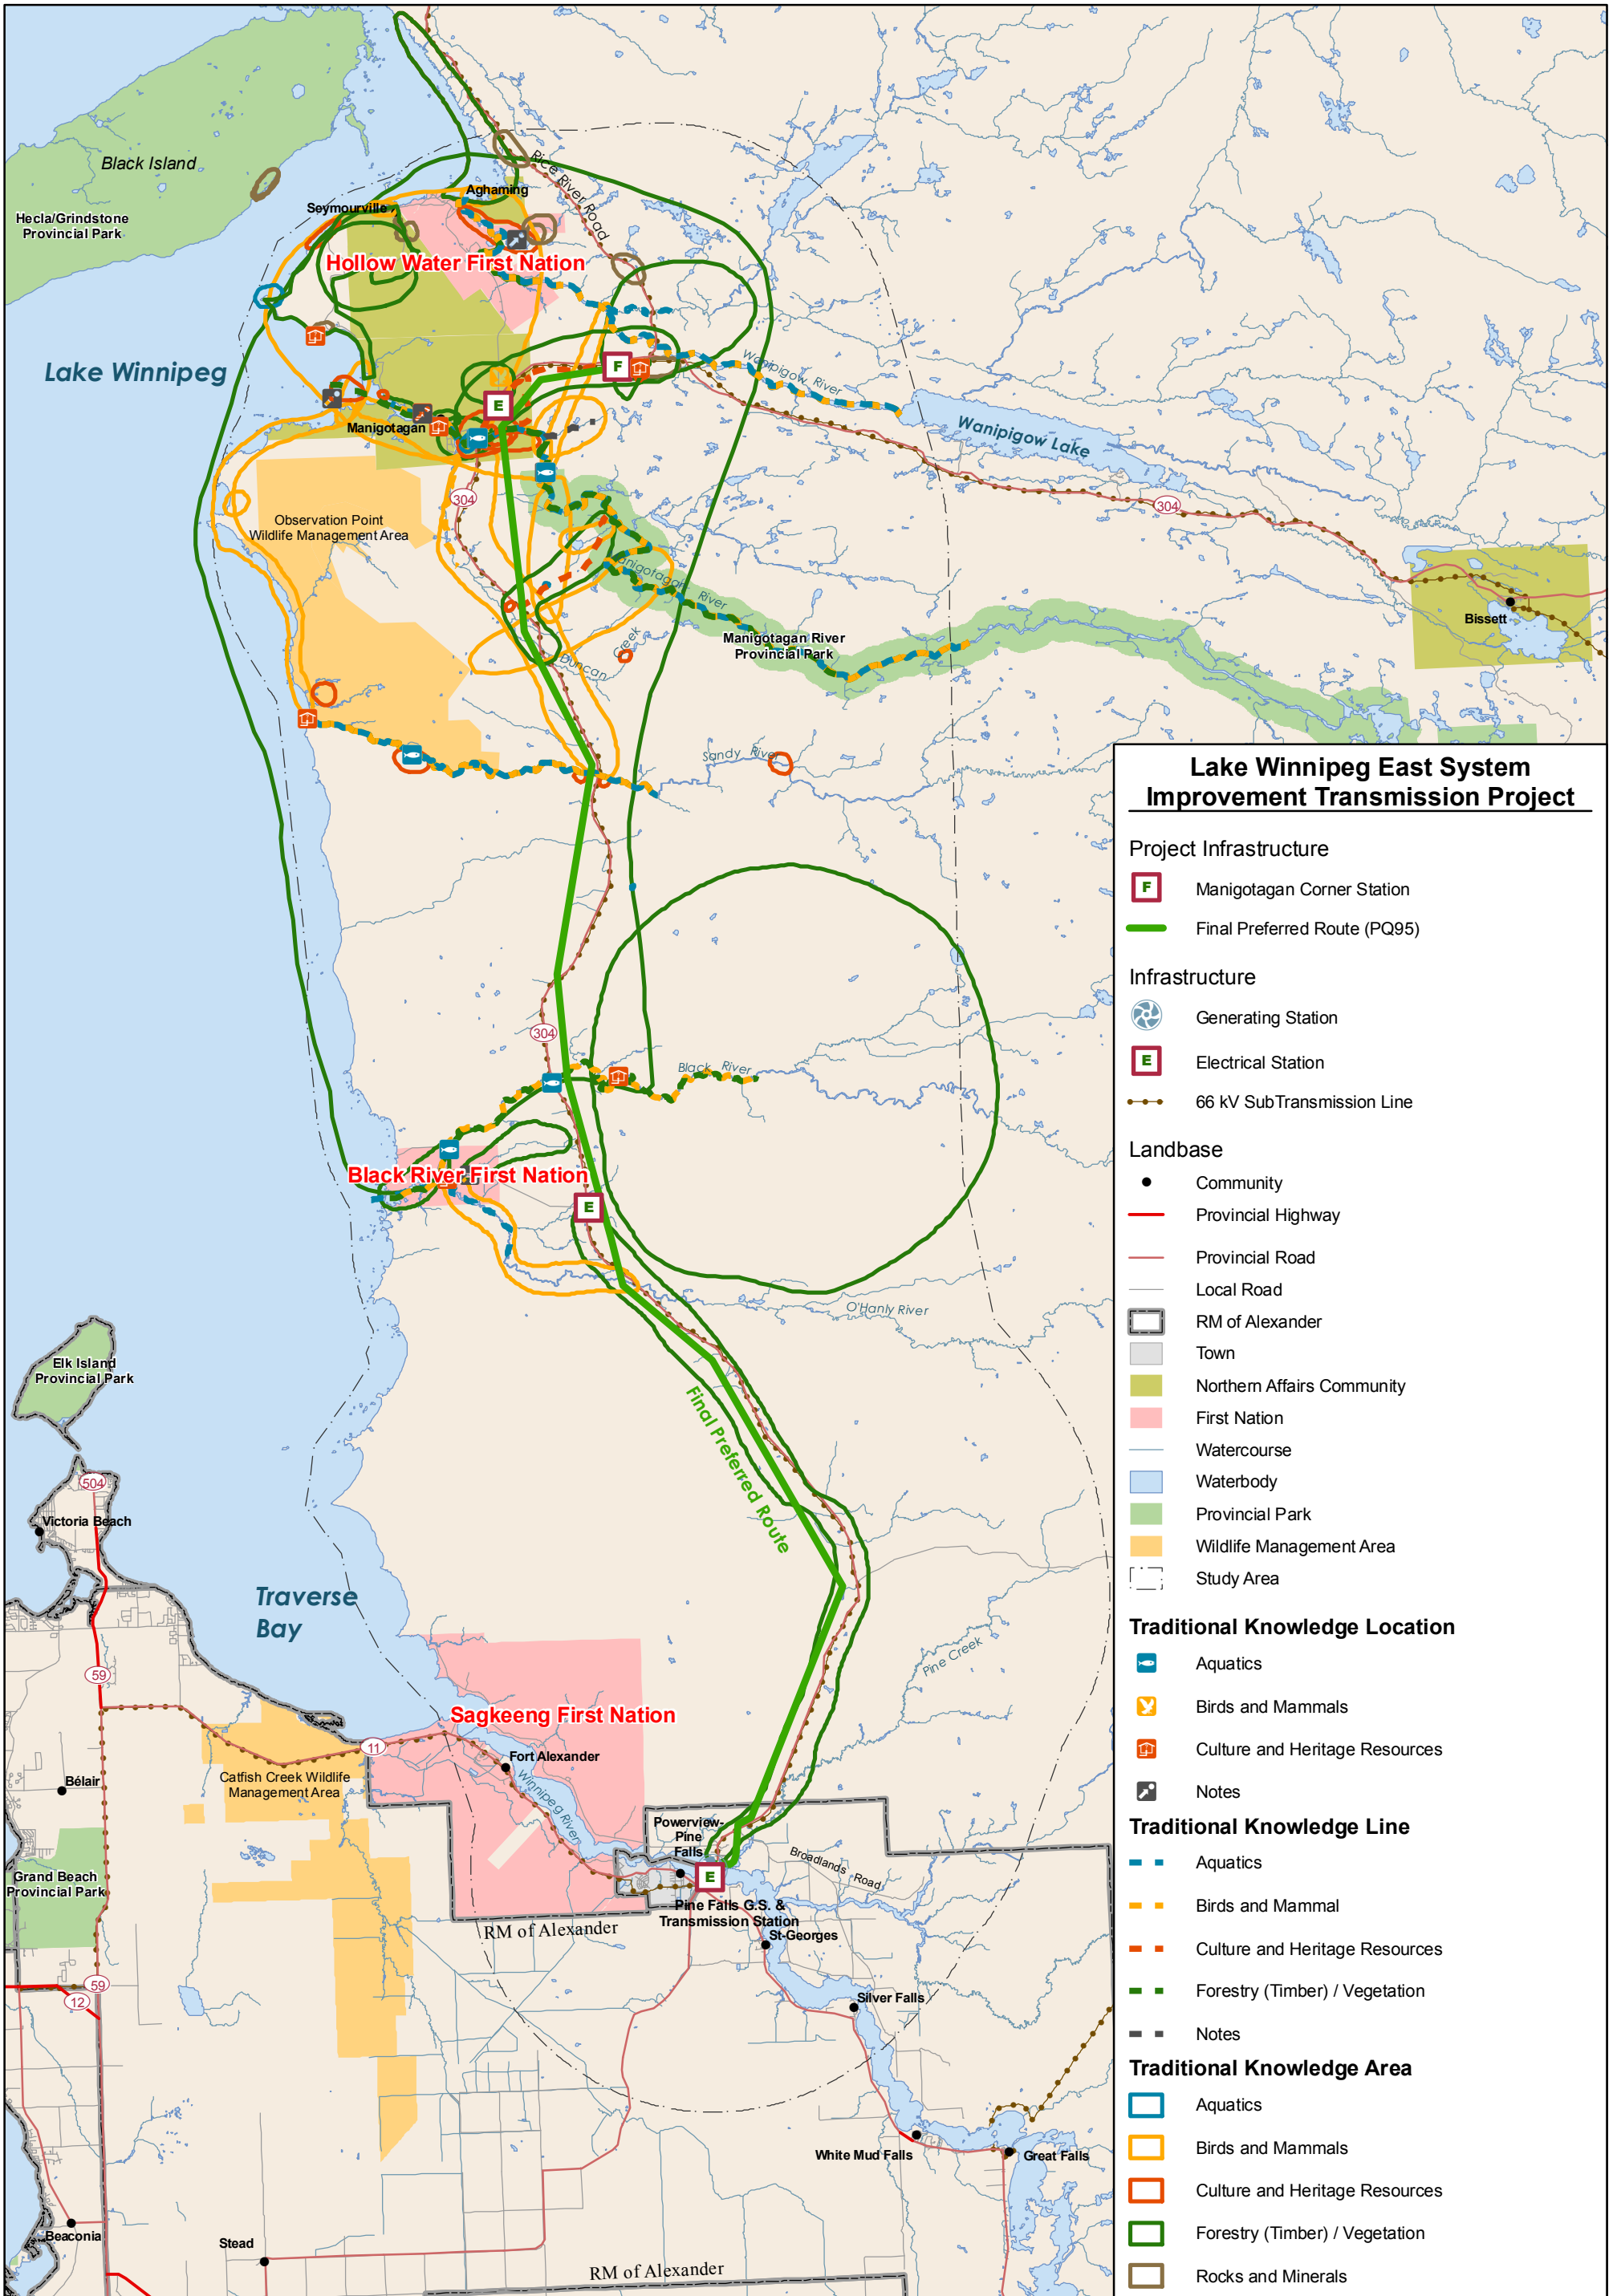 Black Island
Hecla/Grindstone
Provincial Park
Seymourville
Aghaming
Rice River Road
Hollow Water First Nation
Lake Winnipeg
F
E
Manigotagan
Wanipigow River
Wanipigow Lake
304
304
Observation Point
Wildlife Management Area
Manigotagan
River
Manigotagan River
Provincial Park
Bissett
Duncan
Creek
Sandy River
304
Black River
Black River First Nation
E
O'Hanly River
Elk Island
Provincial Park
Final Preferred Route
504
Victoria Beach
Traverse
Bay
Pine Creek
59
Sagkeeng First Nation
11
Fort Alexander
Winnipeg River
Bélair
Catfish Creek Wildlife
Management Area
Powerview-
Pine
Falls
Broadlands Road
E
Grand Beach
Provincial Park
Pine Falls G.S. &
Transmission Station
St-Georges
RM of Alexander
59
12
Silver Falls
White Mud Falls
Great Falls
Beaconia
Stead
RM of Alexander
Lake Winnipeg East System
Improvement Transmission Project
Project Infrastructure
F Manigotagan Corner Station
Final Preferred Route (PQ95)
Infrastructure
Generating Station
E Electrical Station
66 kV SubTransmission Line
Landbase
Community
Provincial Highway
Provincial Road
Local Road
RM of Alexander
Town
Northern Affairs Community
First Nation
Watercourse
Waterbody
Provincial Park
Wildlife Management Area
Study Area
Traditional Knowledge Location
Aquatics
Birds and Mammals
Culture and Heritage Resources
Notes
Traditional Knowledge Line
Aquatics
Birds and Mammal
Culture and Heritage Resources
Forestry (Timber) / Vegetation
Notes
Traditional Knowledge Area
Aquatics
Birds and Mammals
Culture and Heritage Resources
Forestry (Timber) / Vegetation
Rocks and Minerals